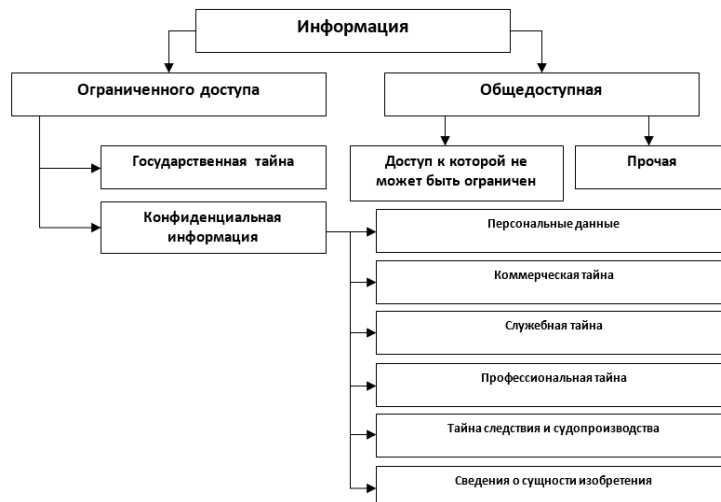 Информация
Ограниченного доступа
Общедоступная
Государственная тайна
Доступ к которой не
может быть ограничен
Прочая
Конфиденциальная
информация
Персональные данные
Коммерческая тайна
Служебная тайна
Профессиональная тайна
Тайна следствия и судопроизводства
Сведения о сущности изобретения